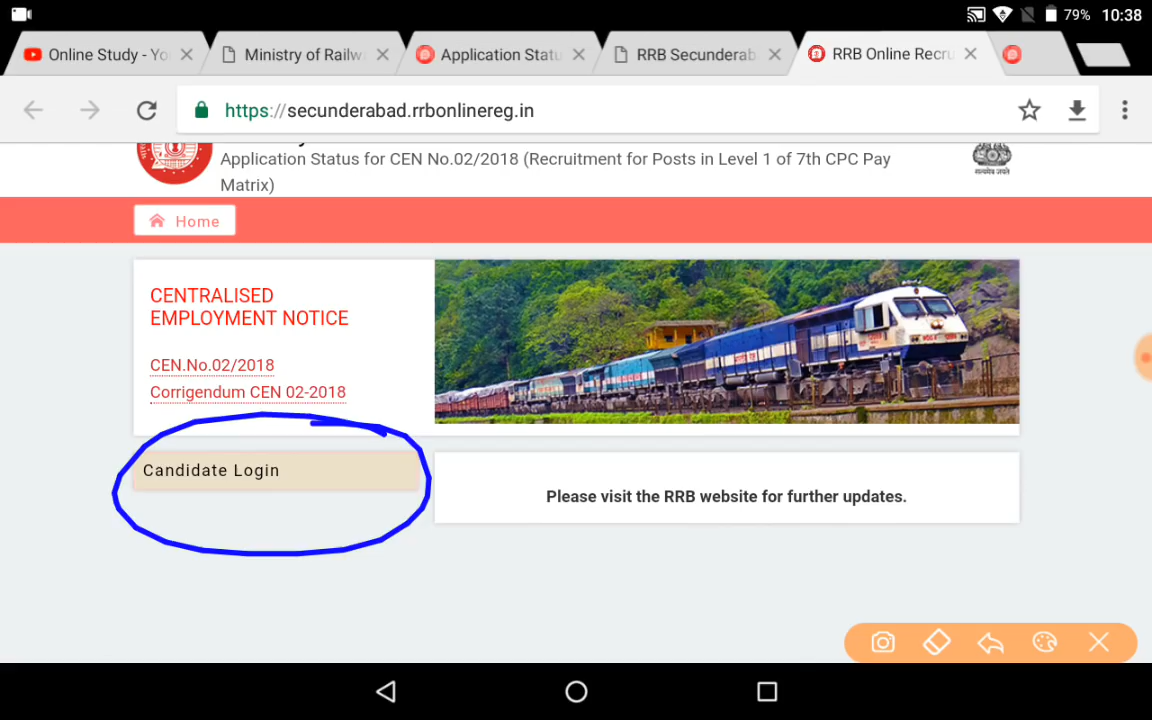 79% 10:38
Online Study - Yo
Ministry of Railw
Application Statu
RRB Secunderab
RRB Online Recru
https://secunderabad.rrbonlinereg.in
Application Status for CEN No.02/2018 (Recruitment for Posts in Level 1 of 7th CPC Pay
Matrix)
सत्यमेव जयते
Home
CENTRALISED
EMPLOYMENT NOTICE
CEN.No.02/2018
Corrigendum CEN 02-2018
Candidate Login
Please visit the RRB website for further updates.